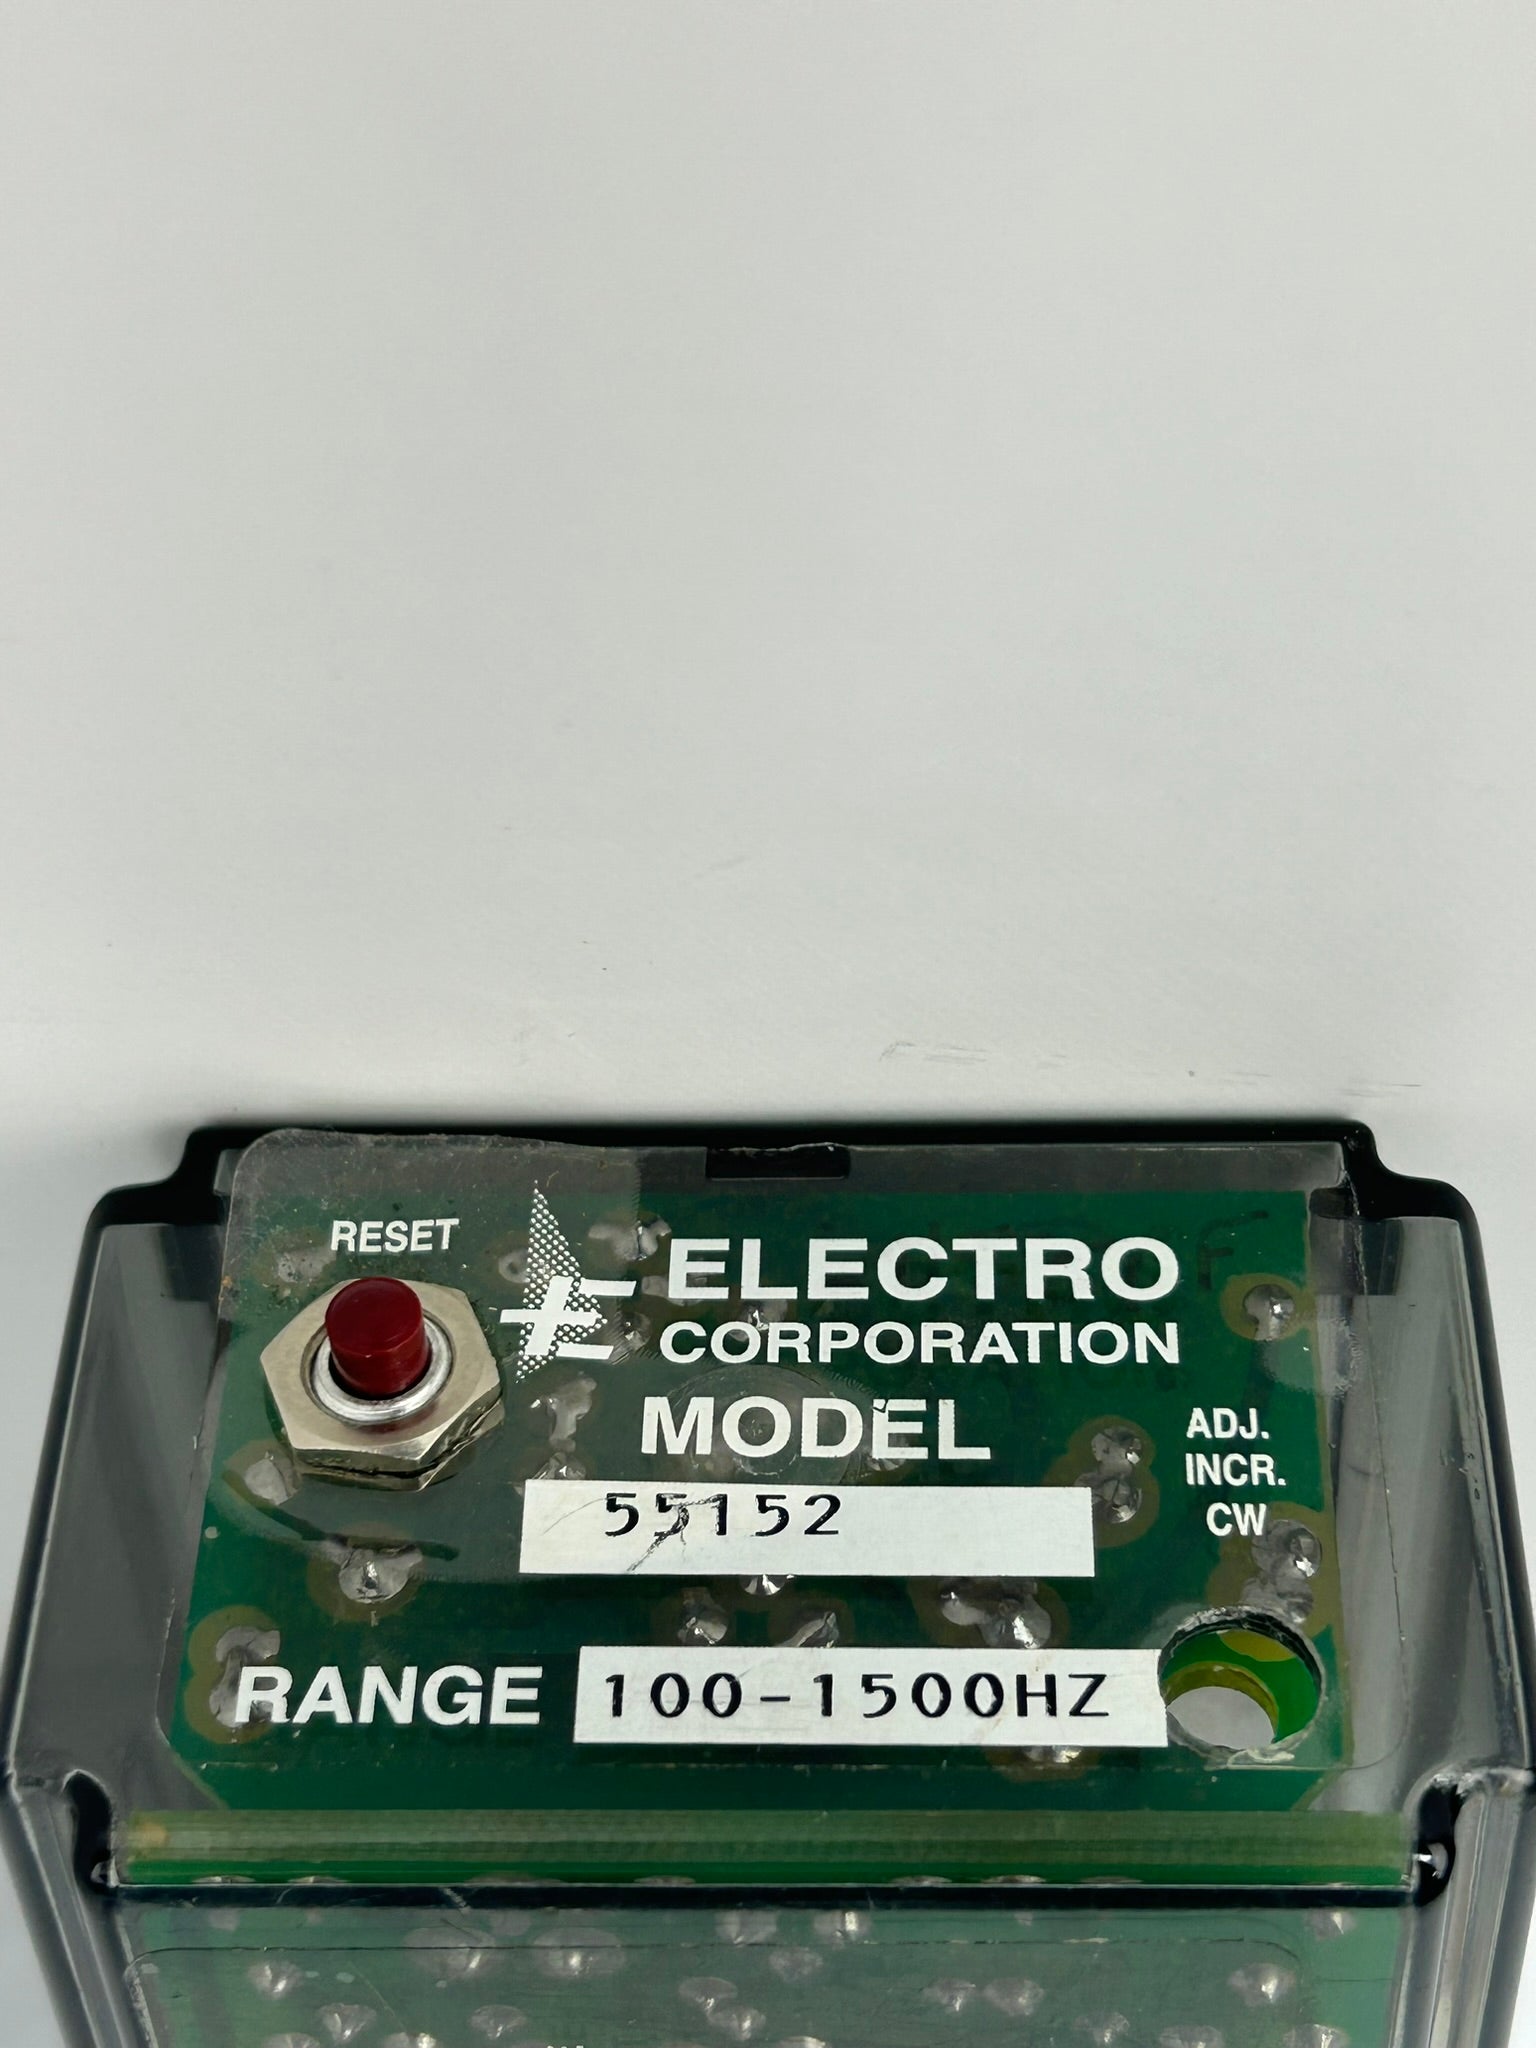 RESET
ELECTRO
CORPORATION
MODEL
55152
ADJ.
INCR.
CW
RANGE 100-1500HZ